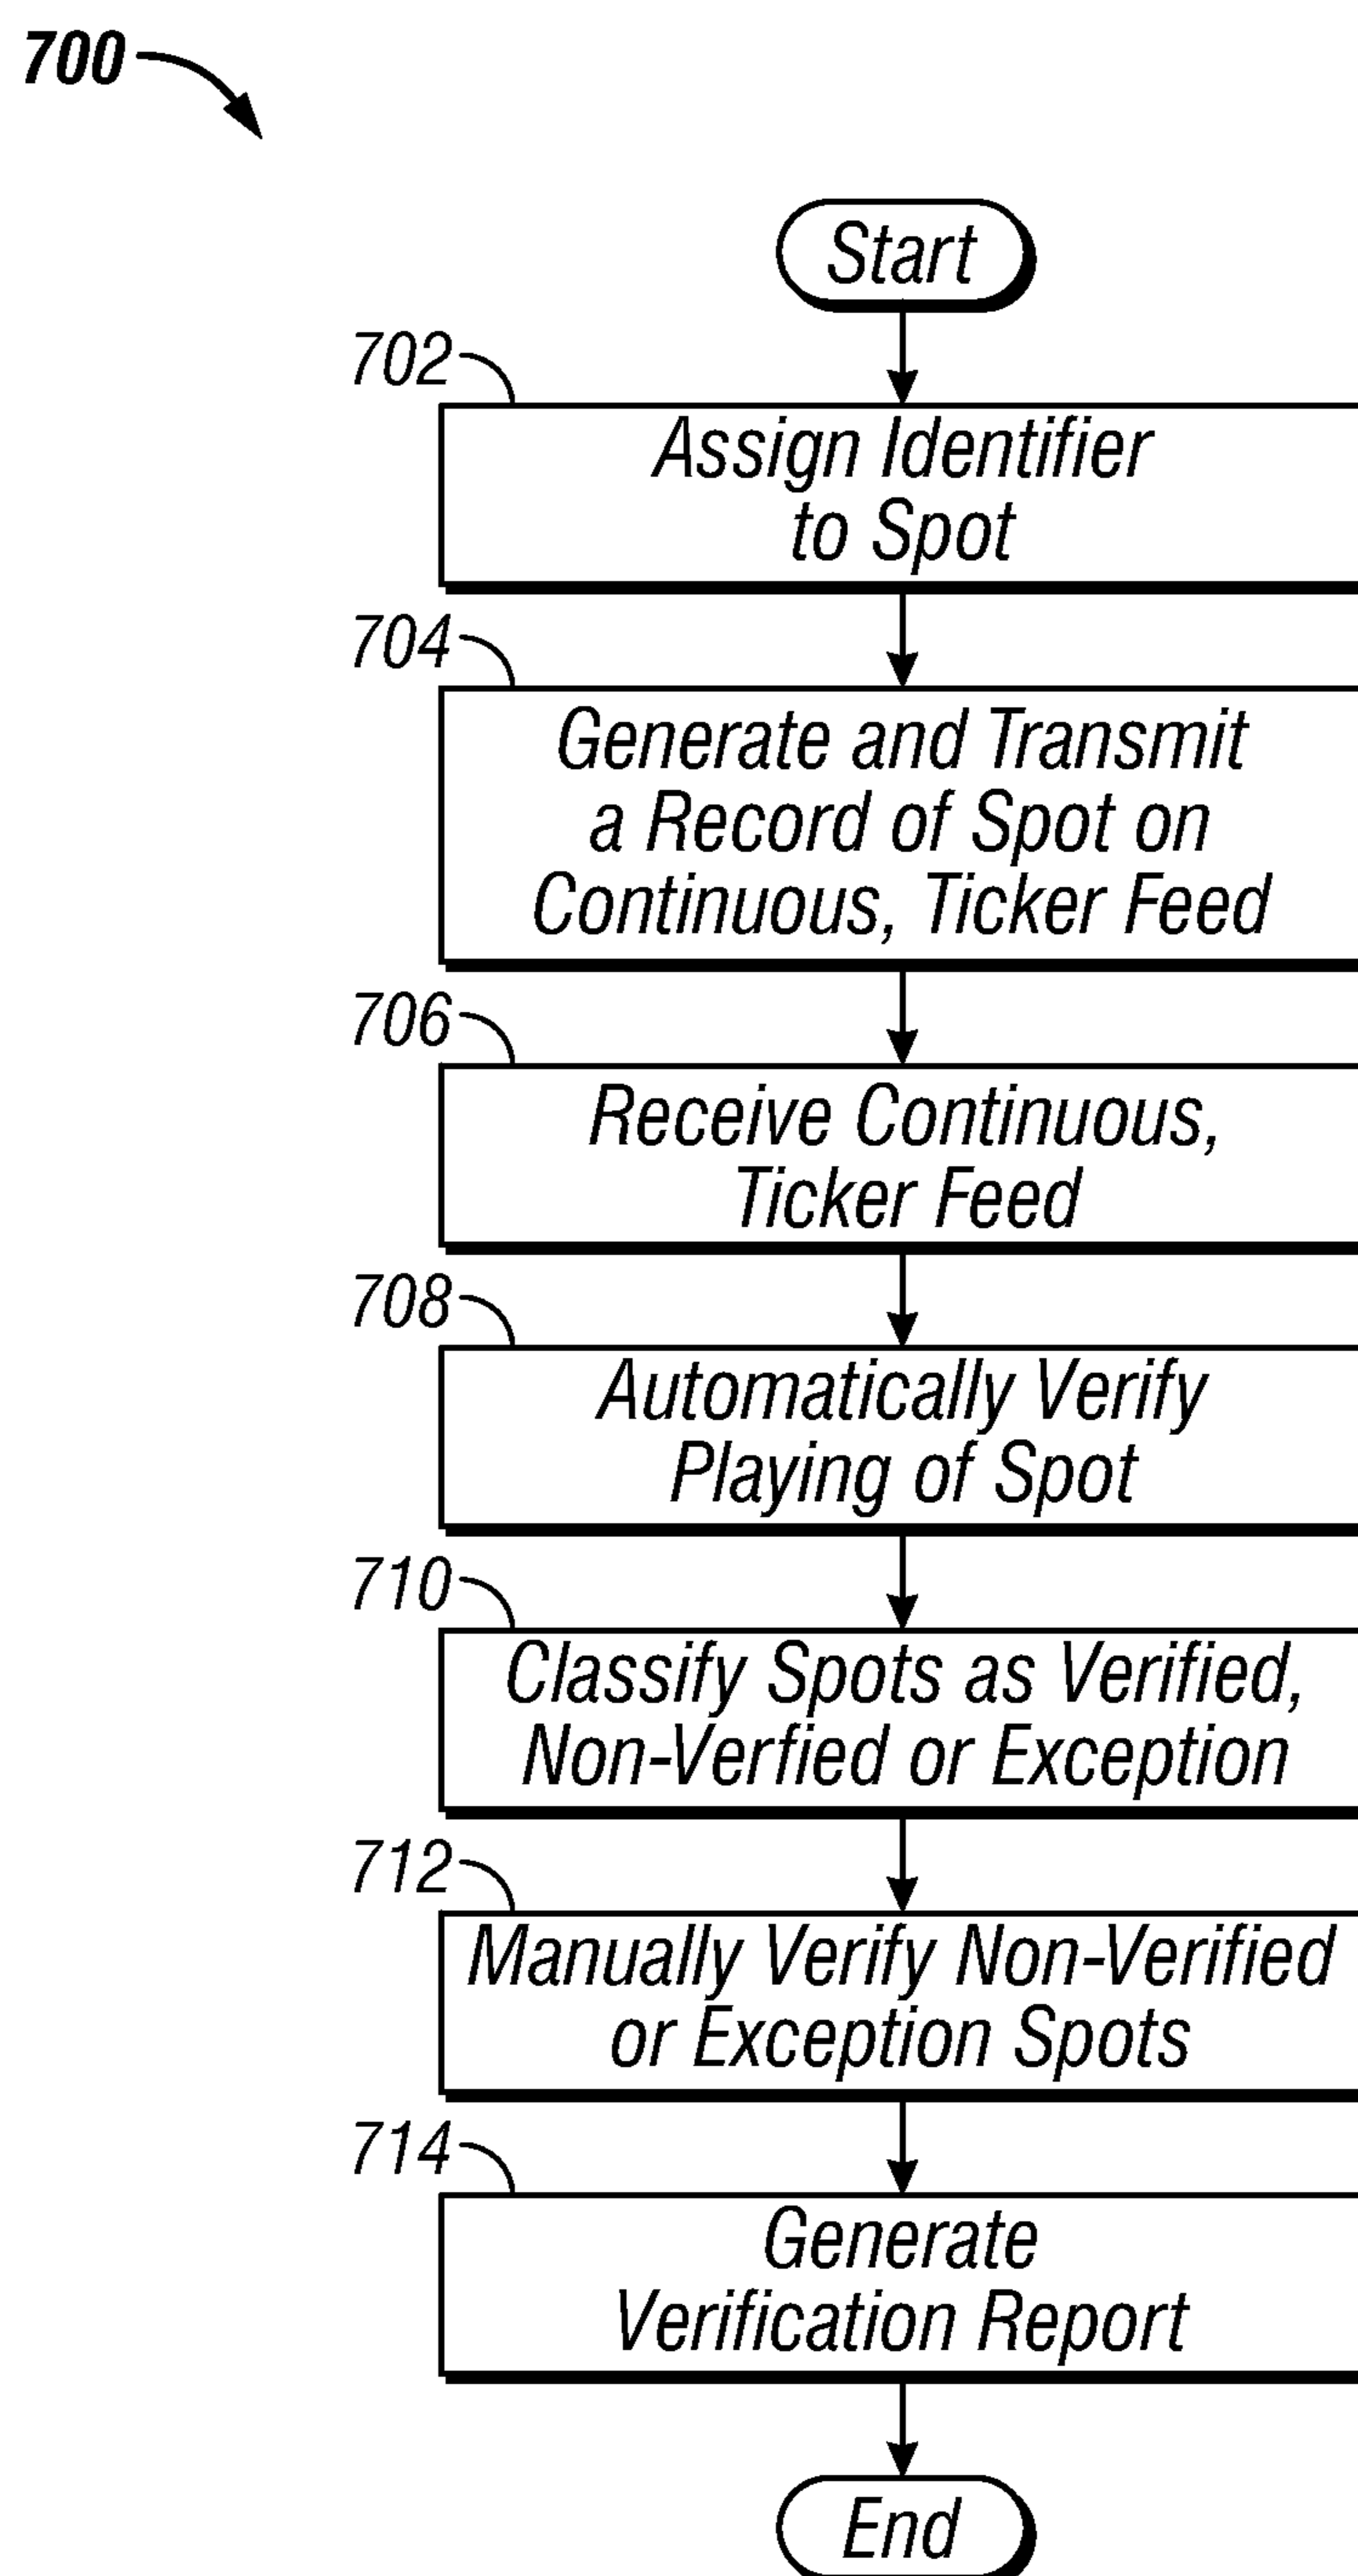 700
Start
702
Assign Identifier
to Spot
704
Generate and Transmit
a Record of Spot on
Continuous, Ticker Feed
706
Receive Continuous,
Ticker Feed
708
Automatically Verify
Playing of Spot
710
Classify Spots as Verified,
Non-Verfied or Exception
712
Manually Verify Non-Verified
or Exception Spots
714
Generate
Verification Report
End